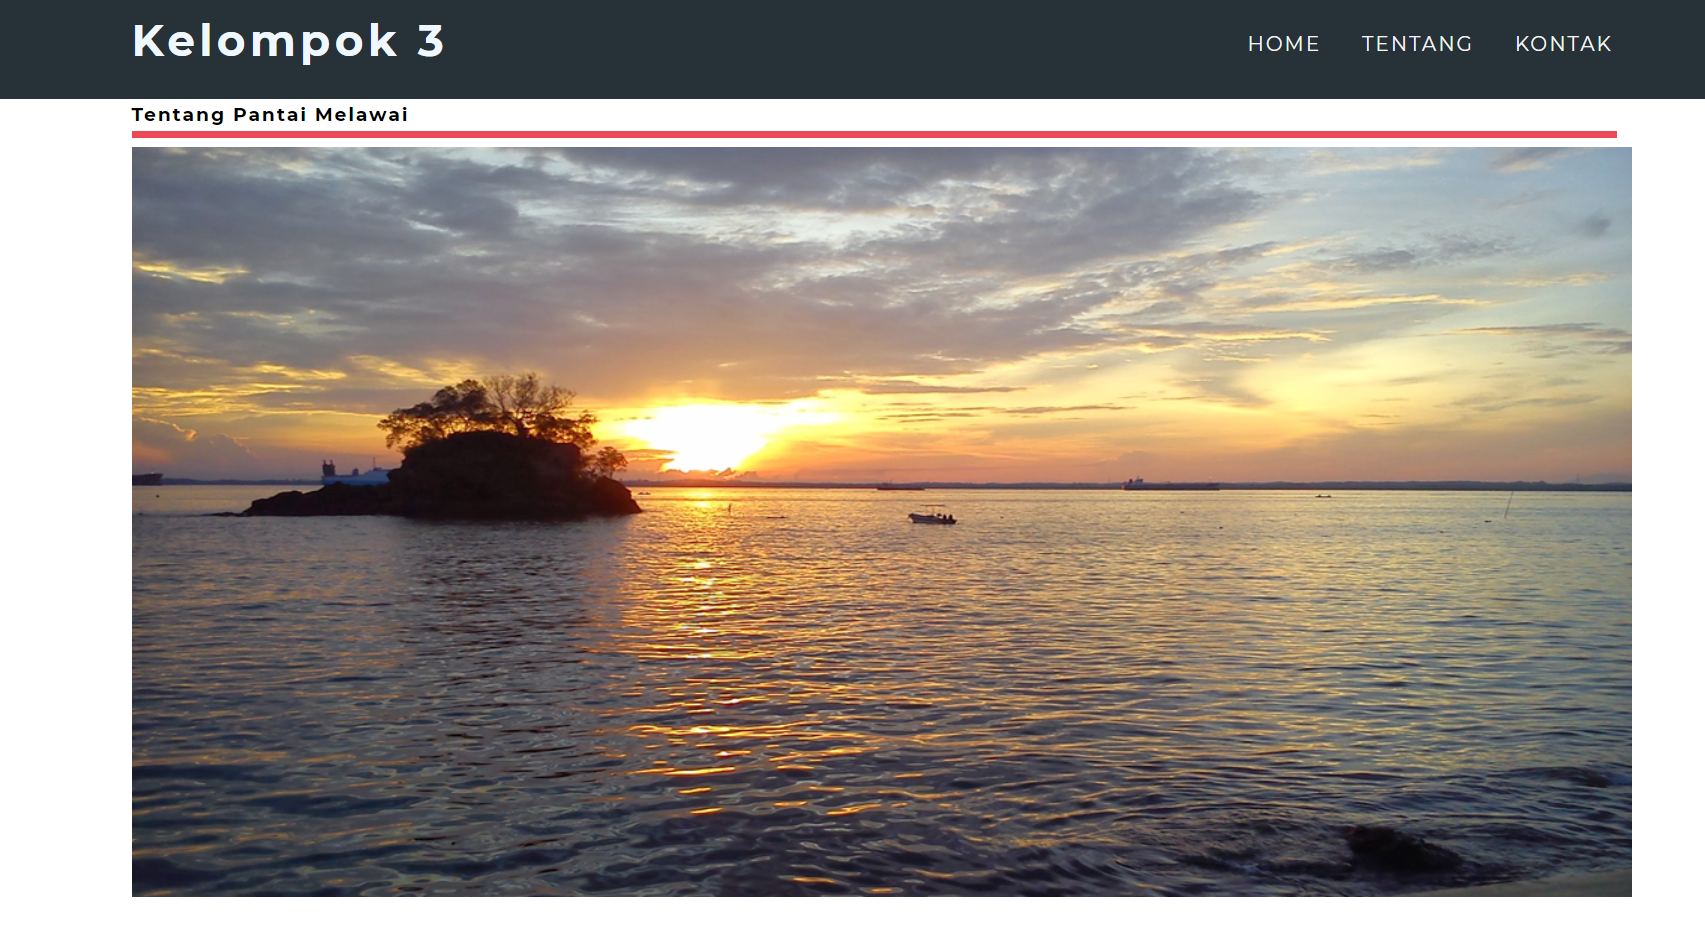 Kelompok 3
HOME TENTANG KONTAK
Tentang Pantai Melawai